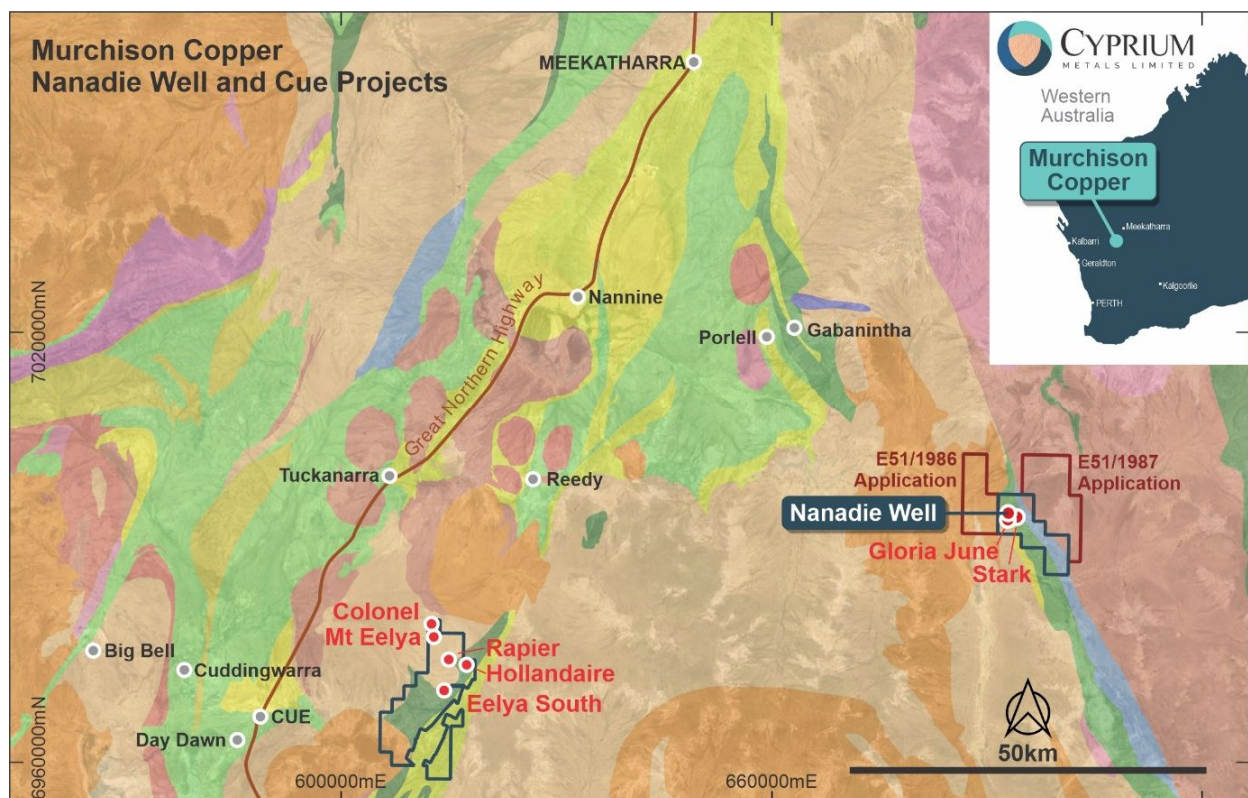 Murchison Copper
Nanadie Well and Cue Projects
MEEKATHARRA
CYPRIUM
METALS LIMITED
Western
Australia
Murchison
Copper
Meekatharra
Kalbarri
Geraldton
Kalgoorlie
PERTH
7020000mN
Great Northern Highway
Nannine
Porlell
Gabanintha
Tuckanarra
Reedy
E51/1986
Application
E51/1987
Application
Nanadie Well
Gloria June
Stark
Colonel
Mt Eelya
Rapier
Hollandaire
Eelya South
Big Bell
Cuddingwarra
CUE
Day Dawn
6960000mN
600000mE
660000mE
50km